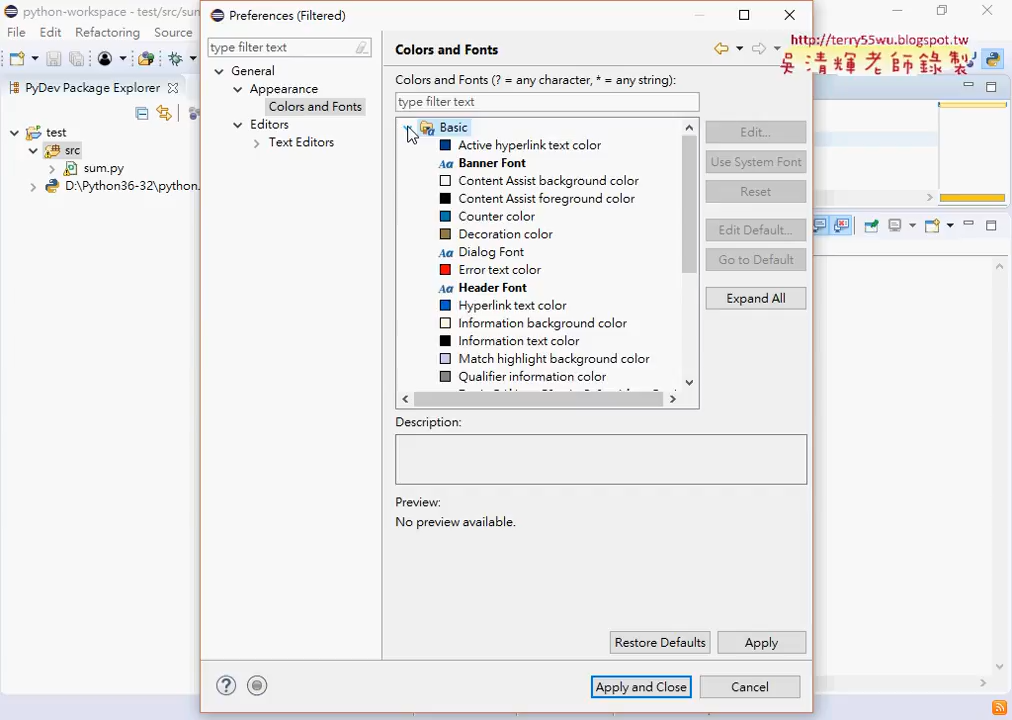 python-workspace - test/src/sum
File Edit Refactoring Source
PyDev Package Explorer
test
src
sum.py
D:\Python36-32\python.
Preferences (Filtered)
type filter text
General
Appearance
Colors and Fonts
Editors
Text Editors
Colors and Fonts
Colors and Fonts (? = any character, * = any string):
type filter text
Basic
Active hyperlink text color
Banner Font
Content Assist background color
Content Assist foreground color
Counter color
Decoration color
Dialog Font
Error text color
Header Font
Hyperlink text color
Information background color
Information text color
Match highlight background color
Qualifier information color
Edit...
Use System Font
Reset
Edit Default...
Go to Default
Expand All
Description:
Preview:
No preview available.
Restore Defaults
Apply
Apply and Close
Cancel
http://terry55wu.blogspot.tw
吳清輝老師錄製